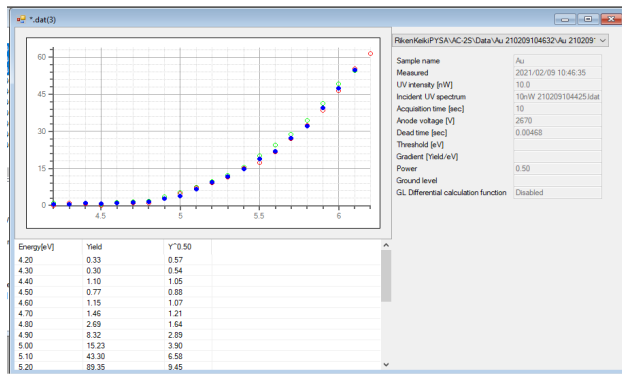 *.dat(3)
RikenKeikiPYSA\AC-2S\Data\Au 210209104632\Au 210209
60
45
30
15
0
4.5 5 5.5 6
Sample name Au
Measured 2021/02/09 10:46:35
UV intensity [nW] 10.0
Incident UV spectrum 10nW 210209104425.ldat
Acquisition time [sec] 10
Anode voltage [V] 2670
Dead time [sec] 0.00468
Threshold [eV]
Gradient [Yield/eV]
Power 0.50
Ground level
GL Differential calculation function Disabled
Energy[eV] Yield Y^0.50
4.20 0.33 0.57
4.30 0.30 0.54
4.40 1.10 1.05
4.50 0.77 0.88
4.60 1.15 1.07
4.70 1.46 1.21
4.80 2.69 1.64
4.90 8.32 2.89
5.00 15.23 3.90
5.10 43.30 6.58
5.20 89.35 9.45